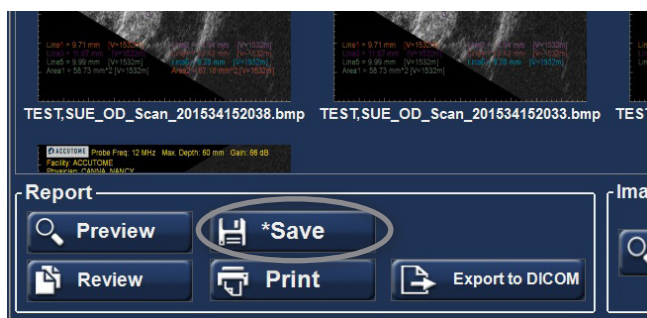 Line1 = 9.71 mm [V=1532m]
Line5 = 9.99 mm [V=1532m]
Area1 = 58.73 mm^2 [V=1532m]
Line1 = 9.71 mm [V=1532m]
Line5 = 9.99 mm [V=1532m]
Area1 = 58.73 mm^2 [V=1532m]
TEST,SUE_OD_Scan_201534152038.bmp TEST,SUE_OD_Scan_201534152033.bmp TEST
ACCUTOME Probe Freq: 12 MHz Max. Depth: 60 mm Gain: 66 dB
Facility: ACCUTOME
Physician: CANNA, NANCY
Report
Ima
Preview
*Save
Review
Print
Export to DICOM